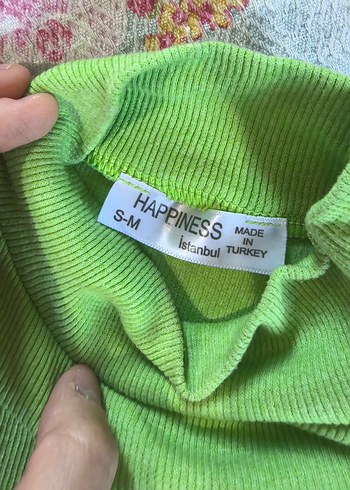 HAPPINESS
S-M
istanbul
MADE
IN
TURKEY